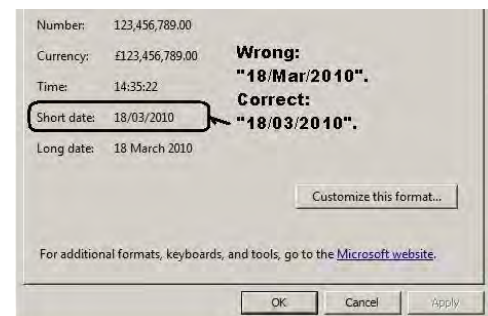 Number: 123,456,789.00
Currency: £123,456,789.00
Wrong:
"18/Mar/2010".
Time: 14:35:22
Correct:
Short date: 18/03/2010
"18/03/2010".
Long date: 18 March 2010
Customize this format...
For additional formats, keyboards, and tools, go to the Microsoft website.
OK Cancel Apply